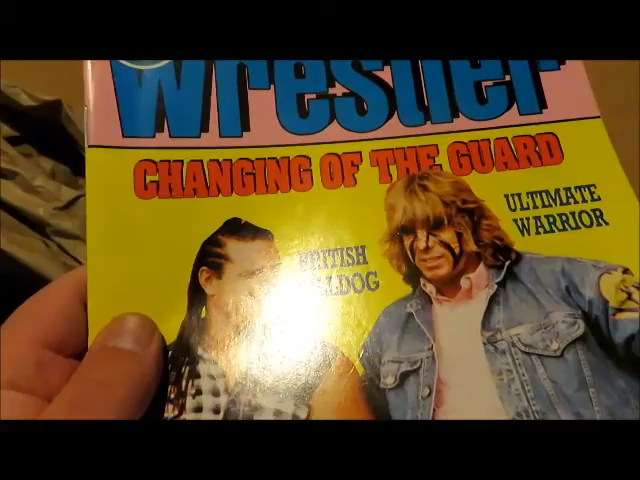 Wrestler
CHANGING OF THE GUARD
ULTIMATE
WARRIOR
BRITISH
BULLDOG